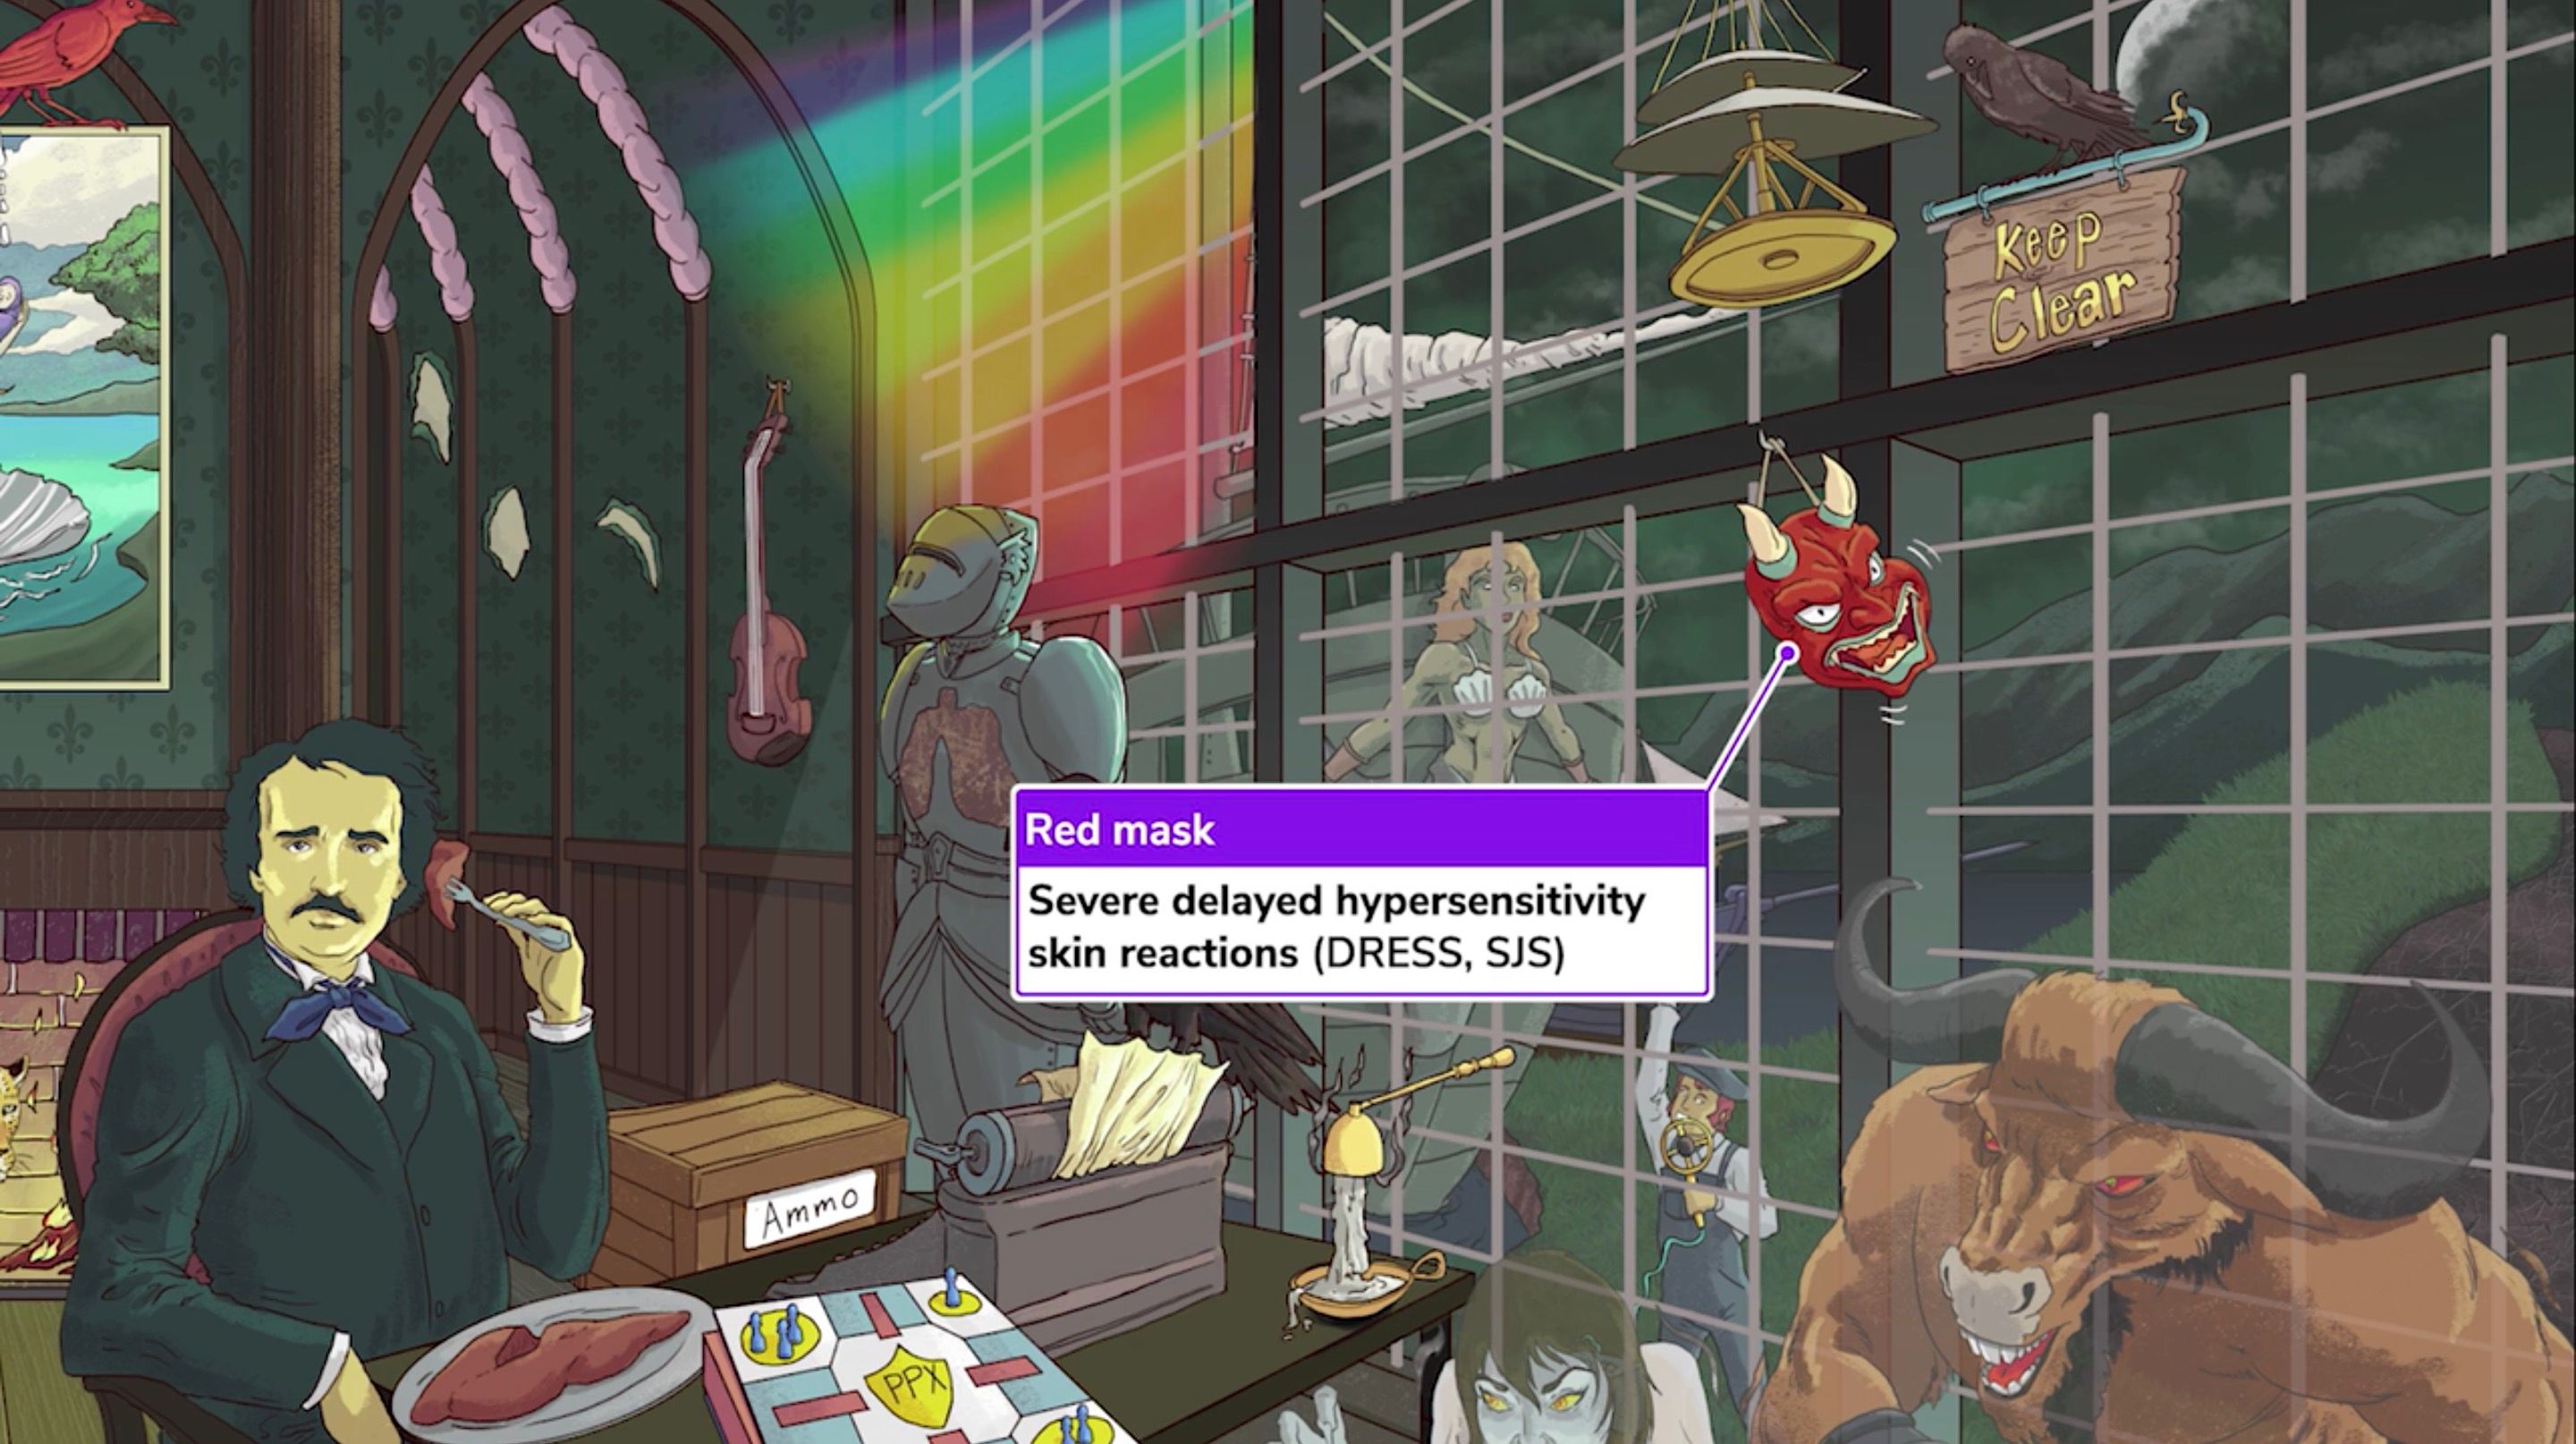 Keep
Clear
Red mask
Severe delayed hypersensitivity
skin reactions (DRESS, SJS)
Ammo
PPX